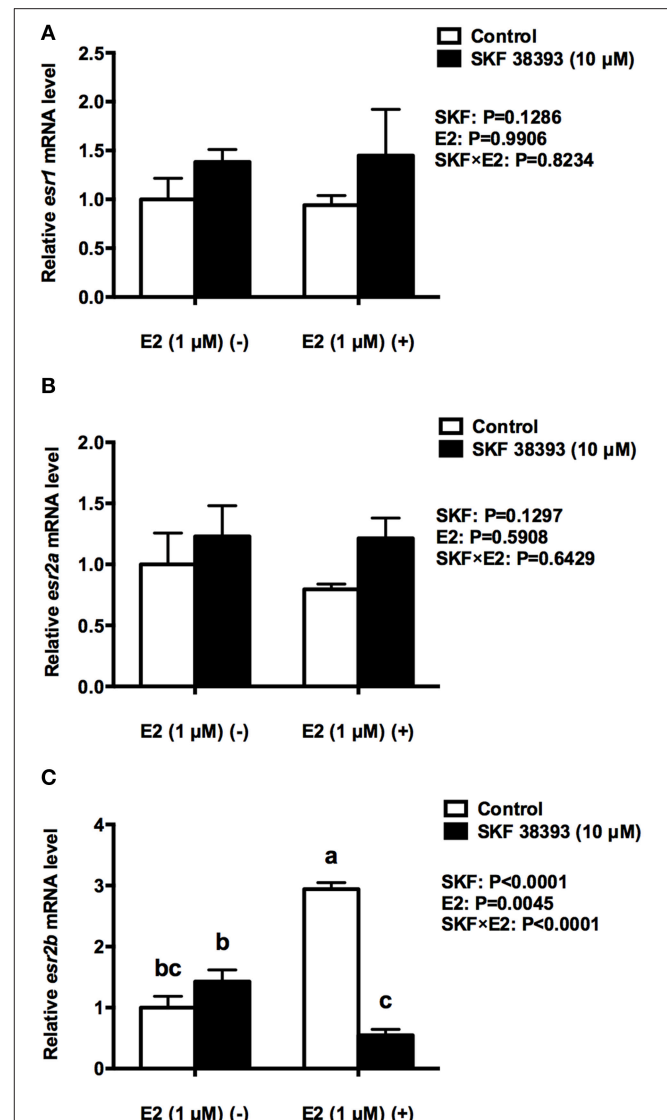 A
Control
SKF 38393 (10 µM)
SKF: P=0.1286
E2: P=0.9906
SKF×E2: P=0.8234
Relative esr1 mRNA level
2.5
2.0
1.5
1.0
0.5
0.0
E2 (1 µM) (-)
E2 (1 µM) (+)
B
Control
SKF 38393 (10 µM)
SKF: P=0.1297
E2: P=0.5908
SKF×E2: P=0.6429
Relative esr2a mRNA level
2.0
1.5
1.0
0.5
0.0
E2 (1 µM) (-)
E2 (1 µM) (+)
C
Control
SKF 38393 (10 µM)
SKF: P<0.0001
E2: P=0.0045
SKF×E2: P<0.0001
Relative esr2b mRNA level
4
3
2
1
0
bc
b
a
c
E2 (1 µM) (-)
E2 (1 µM) (+)